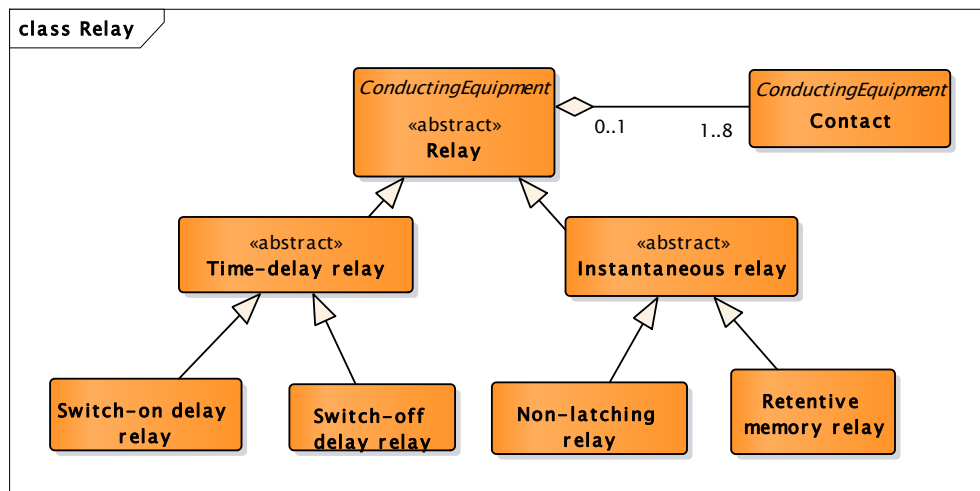 class Relay
ConductingEquipment
«abstract»
Relay
0..1
1..8
ConductingEquipment
Contact
«abstract»
Time-delay relay
«abstract»
Instantaneous relay
Switch-on delay
relay
Switch-off
delay relay
Non-latching
relay
Retentive
memory relay